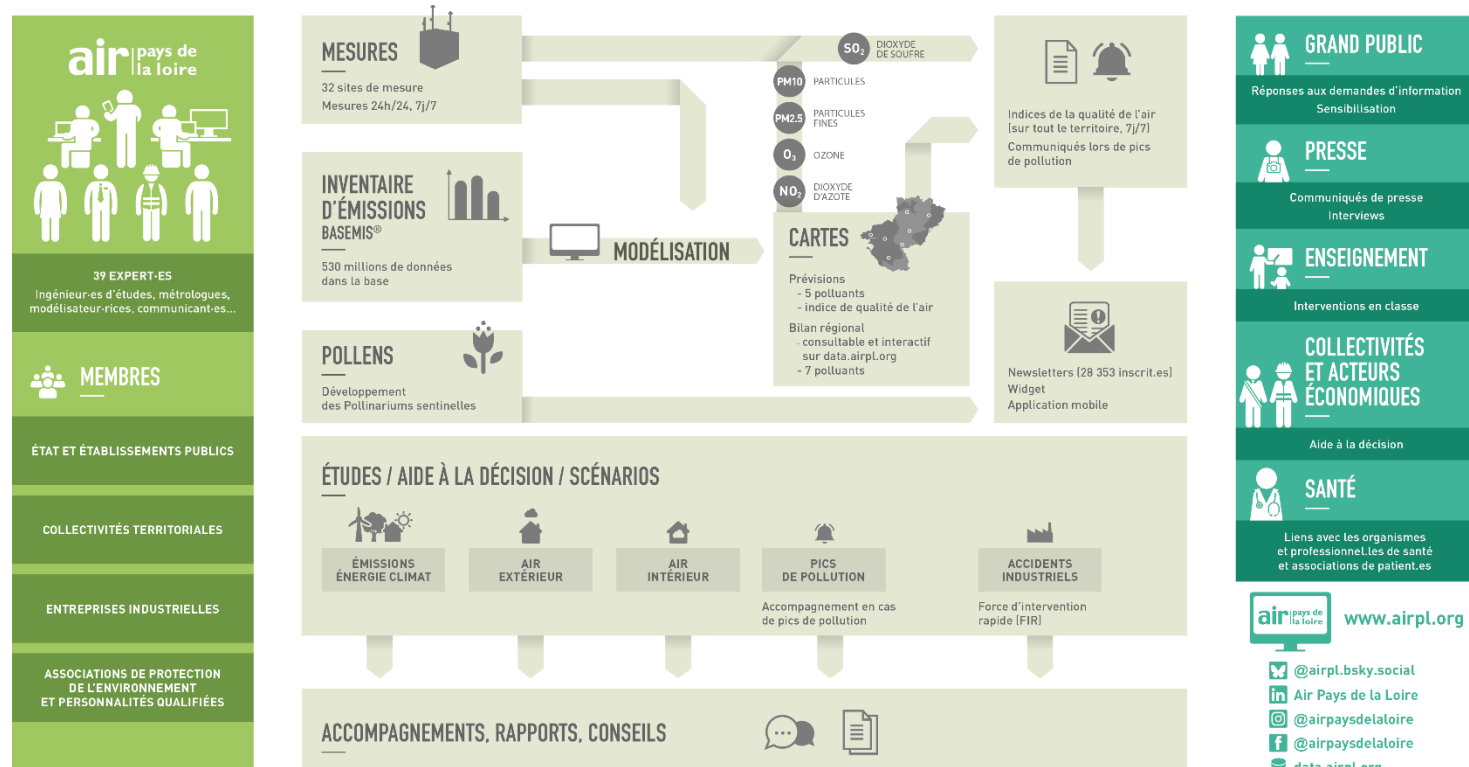 air pays de
la loire
39 EXPERT·ES
Ingénieur·es d'études, métrologues,
modélisateur·rices, communicant·es...
MEMBRES
ÉTAT ET ÉTABLISSEMENTS PUBLICS
COLLECTIVITÉS TERRITORIALES
ENTREPRISES INDUSTRIELLES
ASSOCIATIONS DE PROTECTION
DE L'ENVIRONNEMENT
ET PERSONNALITÉS QUALIFIÉES
MESURES
32 sites de mesure
Mesures 24h/24, 7j/7
INVENTAIRE
D'ÉMISSIONS
BASEMIS®
530 millions de données
dans la base
POLLENS
Développement
des Pollinariums sentinelles
MODÉLISATION
SO₂ DIOXYDE
DE SOUFRE
PM10 PARTICULES
PM2.5 PARTICULES
FINES
O₃ OZONE
NO₂ DIOXYDE
D'AZOTE
CARTES
Prévisions
- 5 polluants
- indice de qualité de l'air
Bilan régional
- consultable et interactif
sur data.airpl.org
- 7 polluants
Indices de la qualité de l'air
(sur tout le territoire, 7j/7)
Communiqués lors de pics
de pollution
Newsletters (28 353 inscrit.es)
Widget
Application mobile
ÉTUDES / AIDE À LA DÉCISION / SCÉNARIOS
ÉMISSIONS
ÉNERGIE CLIMAT
AIR
EXTÉRIEUR
AIR
INTÉRIEUR
PICS
DE POLLUTION
Accompagnement en cas
de pics de pollution
ACCIDENTS
INDUSTRIELS
Force d'intervention
rapide (FIR)
ACCOMPAGNEMENTS, RAPPORTS, CONSEILS
GRAND PUBLIC
Réponses aux demandes d'information
Sensibilisation
PRESSE
Communiqués de presse
Interviews
ENSEIGNEMENT
Interventions en classe
COLLECTIVITÉS
ET ACTEURS
ÉCONOMIQUES
Aide à la décision
SANTÉ
Liens avec les organismes
et professionnel.les de santé
et associations de patient.es
air pays de
la loire
www.airpl.org
@airpl.bsky.social
in Air Pays de la Loire
@airpaysdelaloire
f @airpaysdelaloire
data.airpl.org